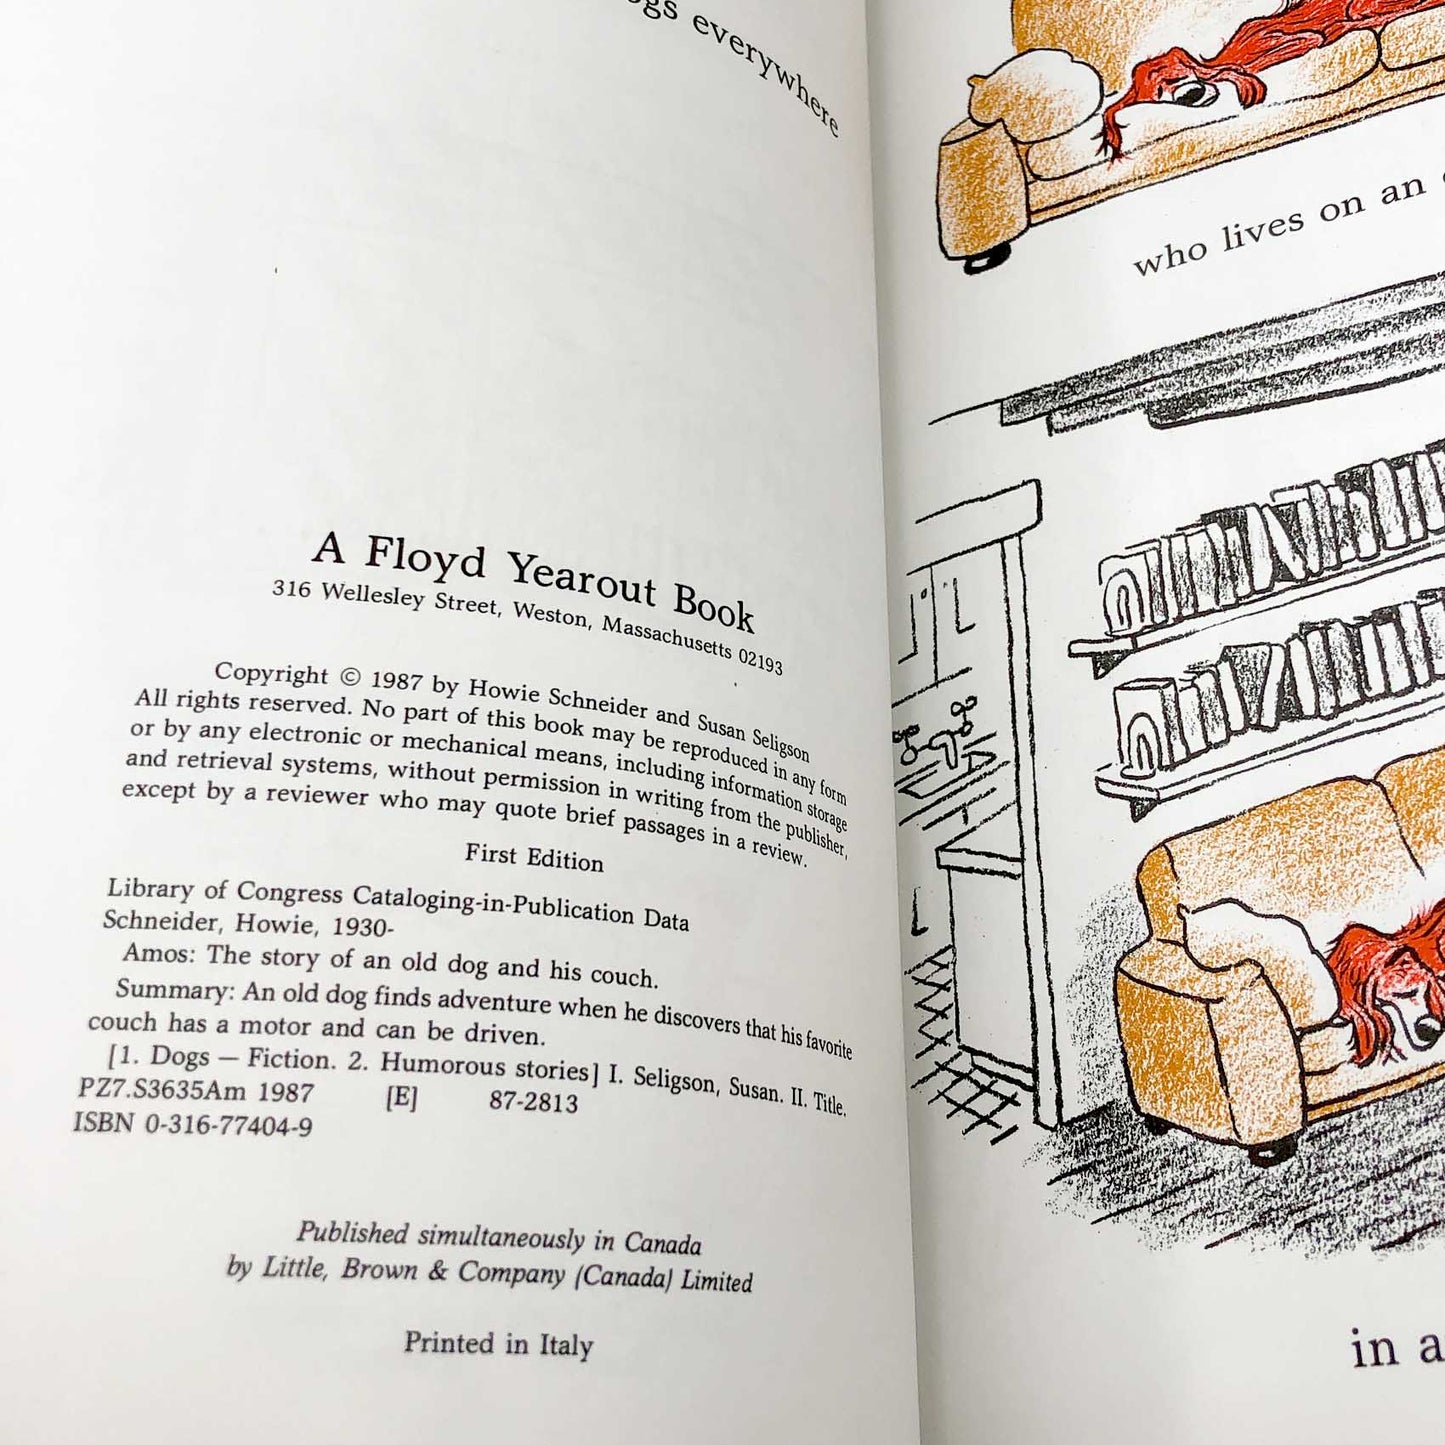 everywhere
A Floyd Yearout Book
316 Wellesley Street, Weston, Massachusetts 02193
Copyright © 1987 by Howie Schneider and Susan Seligson
All rights reserved. No part of this book may be reproduced in any form
or by any electronic or mechanical means, including information storage
and retrieval systems, without permission in writing from the publisher,
except by a reviewer who may quote brief passages in a review.
First Edition
Library of Congress Cataloging-in-Publication Data
Schneider, Howie, 1930-
Amos: The story of an old dog and his couch.
Summary: An old dog finds adventure when he discovers that his favorite
couch has a motor and can be driven.
[1. Dogs — Fiction. 2. Humorous stories] I. Seligson, Susan. II. Title.
PZ7.S3635Am 1987 [E] 87-2813
ISBN 0-316-77404-9
Published simultaneously in Canada
by Little, Brown & Company (Canada) Limited
Printed in Italy
who lives on an
in a